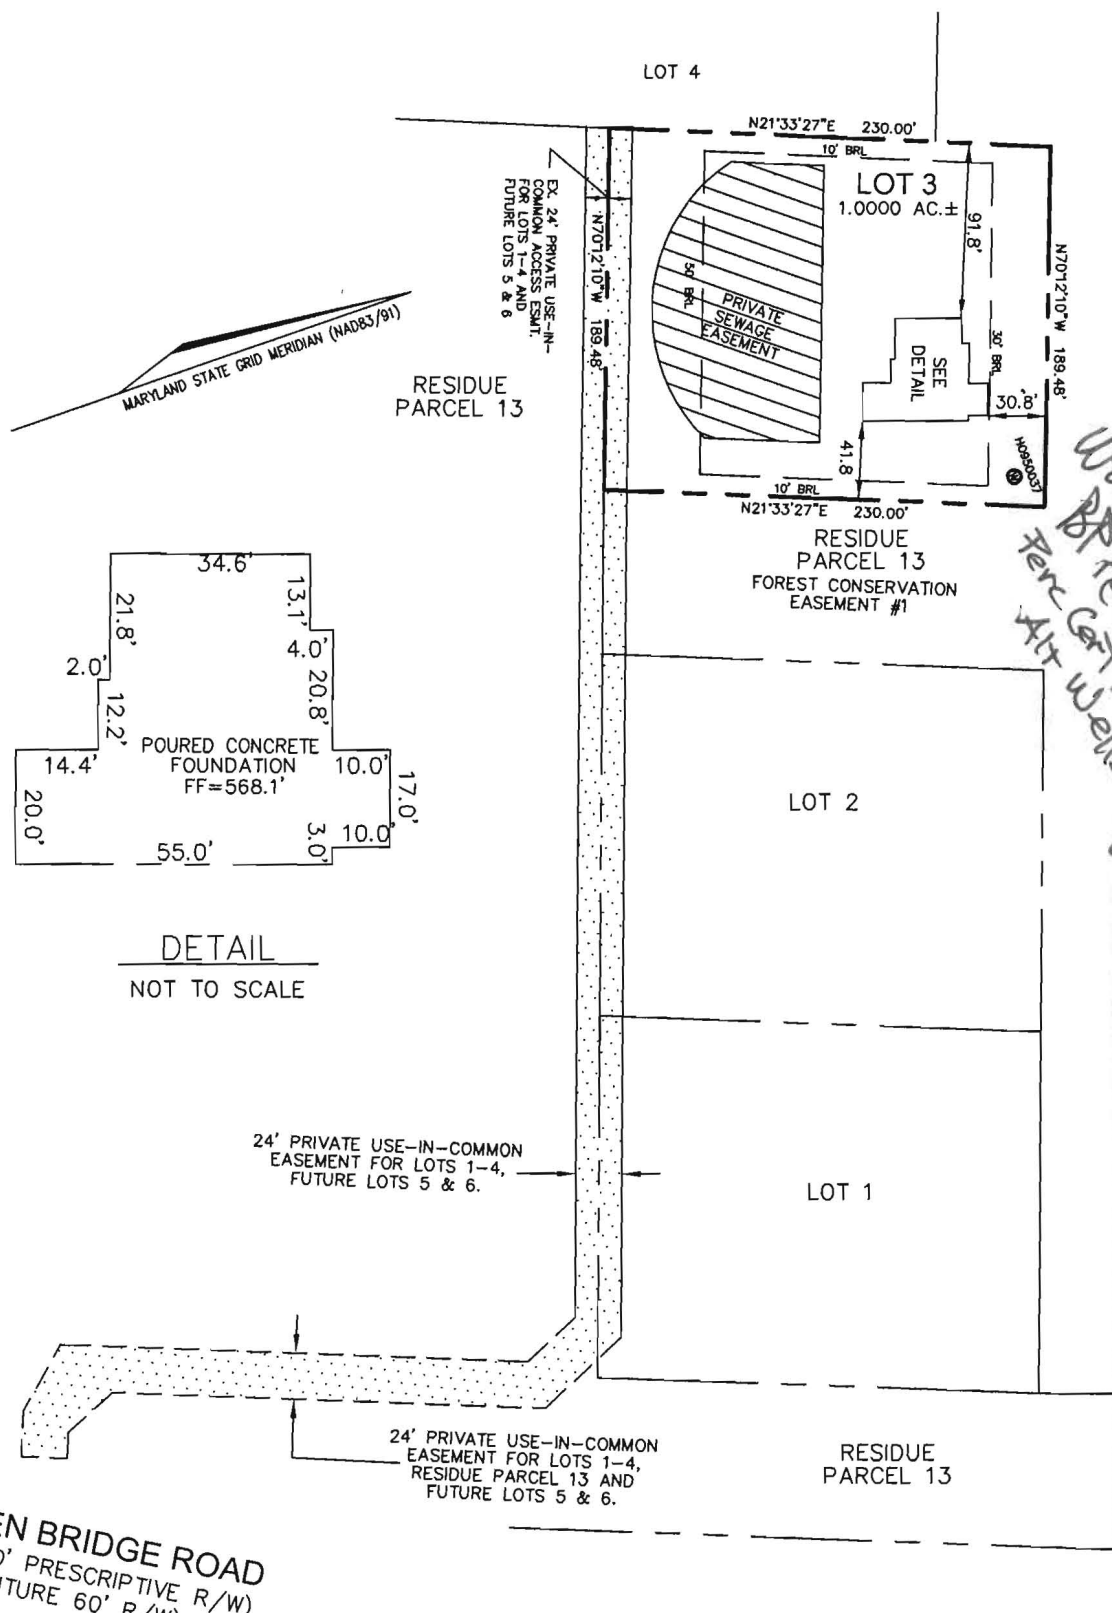 LOT 4
N21°33'27"E 230.00'
10' BRL
LOT 3
1.0000 AC.±
91.8'
EX. 24' PRIVATE USE-IN-
COMMON ACCESS ESMT.
FOR LOTS 1-4 AND
FUTURE LOTS 5 & 6
N70°12'10"W 189.48'
50' BRL
PRIVATE
SEWAGE
EASEMENT
SEE
DETAIL
30' BRL
N70°12'10"W 189.48'
30.8'
41.8
HO950037
10' BRL
N21°33'27"E 230.00'
MARYLAND STATE GRID MERIDIAN (NAD83/91)
RESIDUE
PARCEL 13
RESIDUE
PARCEL 13
FOREST CONSERVATION
EASEMENT #1
Perc Cert
Alt Well
34.6'
13.1'
21.8'
4.0'
2.0'
20.8'
12.2'
POURED CONCRETE
FOUNDATION
FF=568.1'
14.4'
10.0'
17.0'
20.0'
3.0'
10.0'
55.0'
DETAIL
NOT TO SCALE
LOT 2
24' PRIVATE USE-IN-COMMON
EASEMENT FOR LOTS 1-4,
FUTURE LOTS 5 & 6.
LOT 1
24' PRIVATE USE-IN-COMMON
EASEMENT FOR LOTS 1-4,
RESIDUE PARCEL 13 AND
FUTURE LOTS 5 & 6.
RESIDUE
PARCEL 13
EN BRIDGE ROAD
0' PRESCRIPTIVE R/W)
TURE 60' R/W)